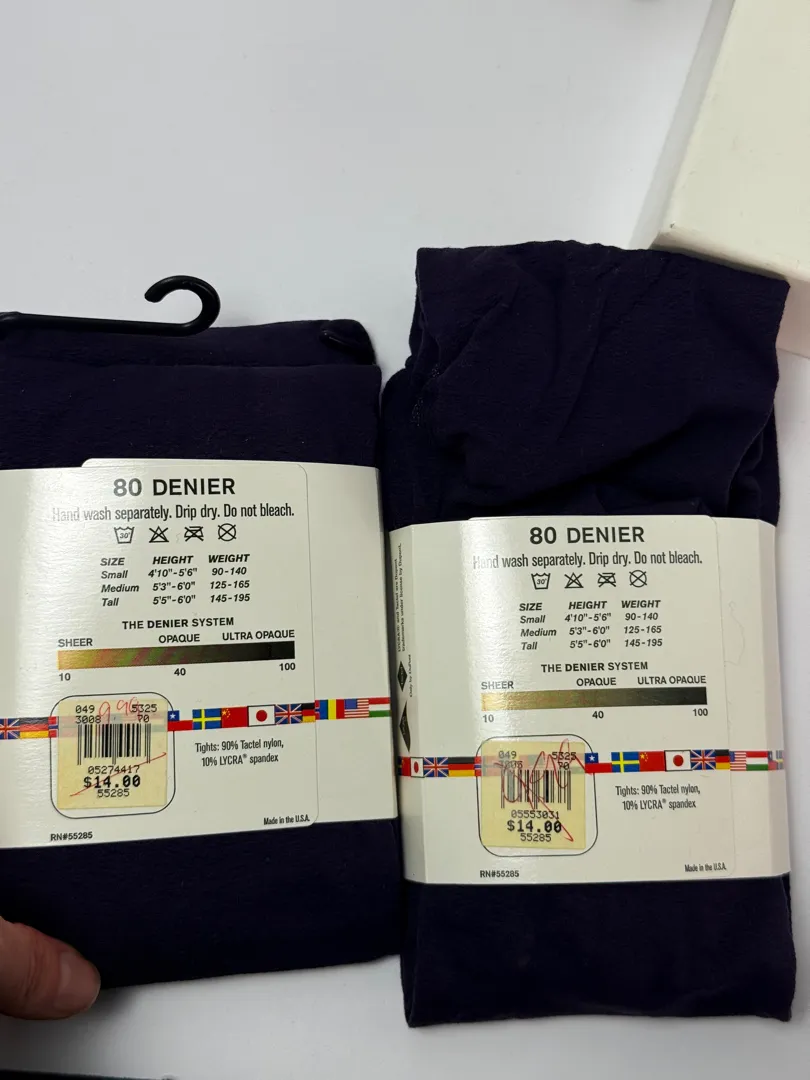 80 DENIER
Hand wash separately. Drip dry. Do not bleach.
30°
SIZE HEIGHT WEIGHT
Small 4'10"-5'6" 90-140
Medium 5'3"-6'0" 125-165
Tall 5'5"-6'0" 145-195
THE DENIER SYSTEM
SHEER OPAQUE ULTRA OPAQUE
10 40 100
049 5325
3008 70
9.90
05274417
$14.00
55285
Tights: 90% Tactel nylon,
10% LYCRA® spandex
Made in the U.S.A.
RN#55285
80 DENIER
Hand wash separately. Drip dry. Do not bleach.
30°
SIZE HEIGHT WEIGHT
Small 4'10"-5'6" 90-140
Medium 5'3"-6'0" 125-165
Tall 5'5"-6'0" 145-195
THE DENIER SYSTEM
SHEER OPAQUE ULTRA OPAQUE
10 40 100
049 5325
70
05553031
$14.00
55285
Tights: 90% Tactel nylon,
10% LYCRA® spandex
Made in the U.S.A.
RN#55285